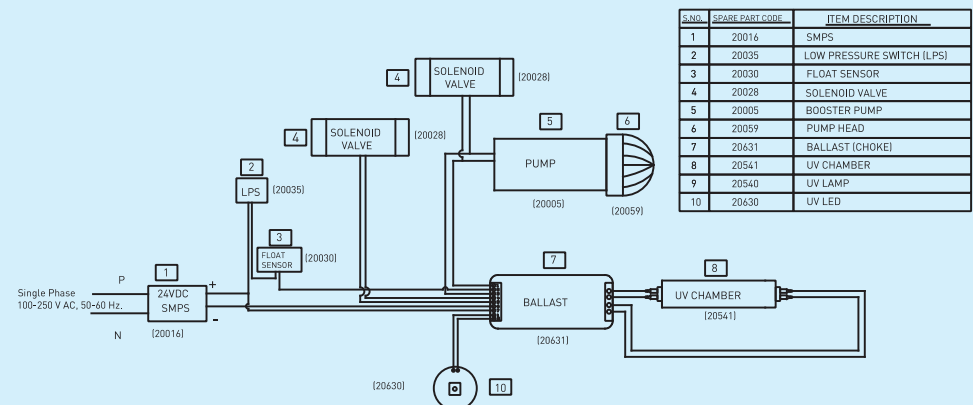 S.NO. SPARE PART CODE ITEM DESCRIPTION
1 20016 SMPS
2 20035 LOW PRESSURE SWITCH (LPS)
3 20030 FLOAT SENSOR
4 20028 SOLENOID VALVE
5 20005 BOOSTER PUMP
6 20059 PUMP HEAD
7 20631 BALLAST (CHOKE)
8 20541 UV CHAMBER
9 20540 UV LAMP
10 20630 UV LED
4
SOLENOID
VALVE
(20028)
4
SOLENOID
VALVE
(20028)
5
6
PUMP
(20005)
(20059)
2
LPS
(20035)
3
FLOAT
SENSOR
(20030)
1
P
Single Phase
100-250 V AC, 50-60 Hz.
N
24VDC
SMPS
+
-
(20016)
7
BALLAST
(20631)
8
UV CHAMBER
(20541)
(20630)
10